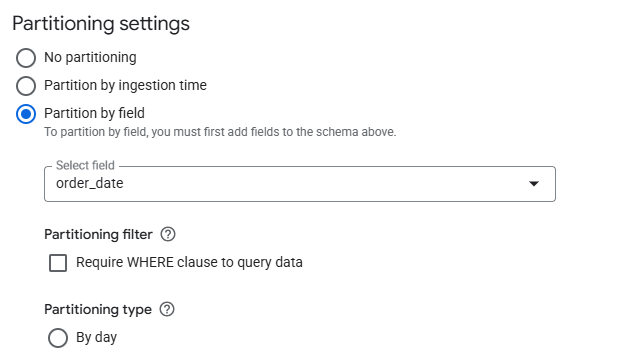 Partitioning settings
No partitioning
Partition by ingestion time
Partition by field
To partition by field, you must first add fields to the schema above.
Select field
order_date
Partitioning filter
Require WHERE clause to query data
Partitioning type
By day